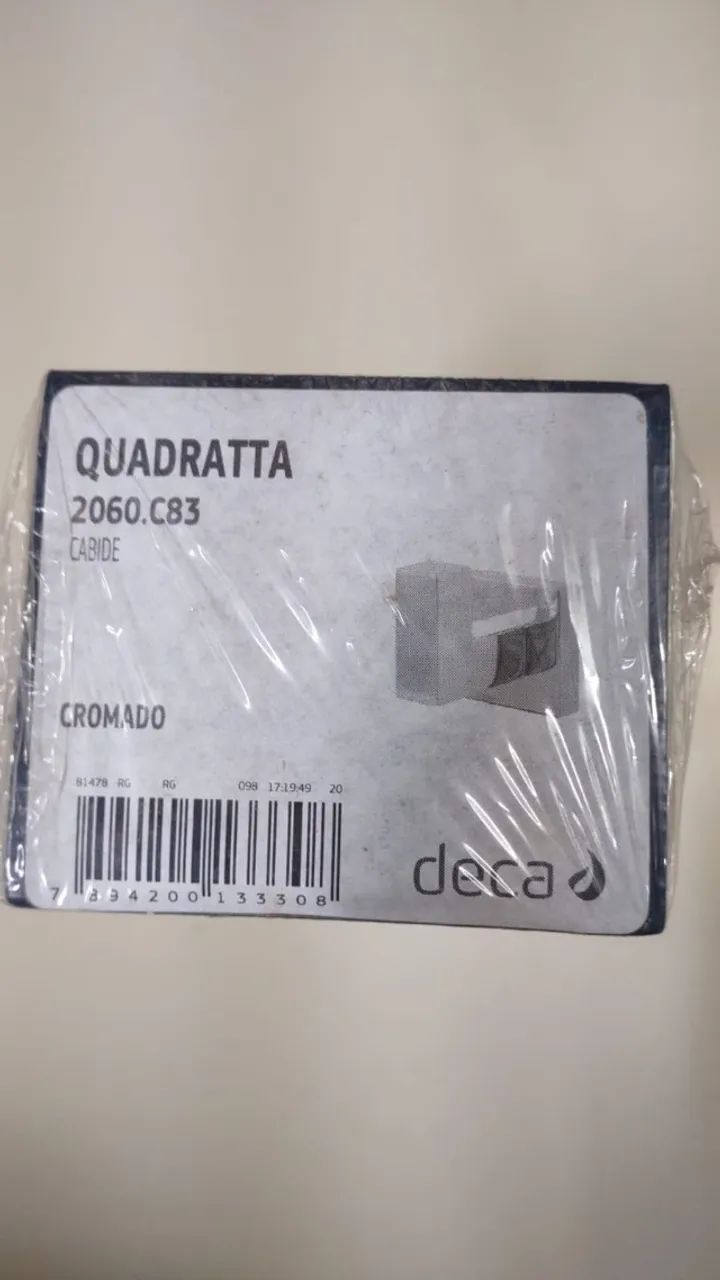 QUADRATTA
2060.C83
CABIDE
CROMADO
81478 RG RG 098 17:19:49 20
7 894200 133308
deca